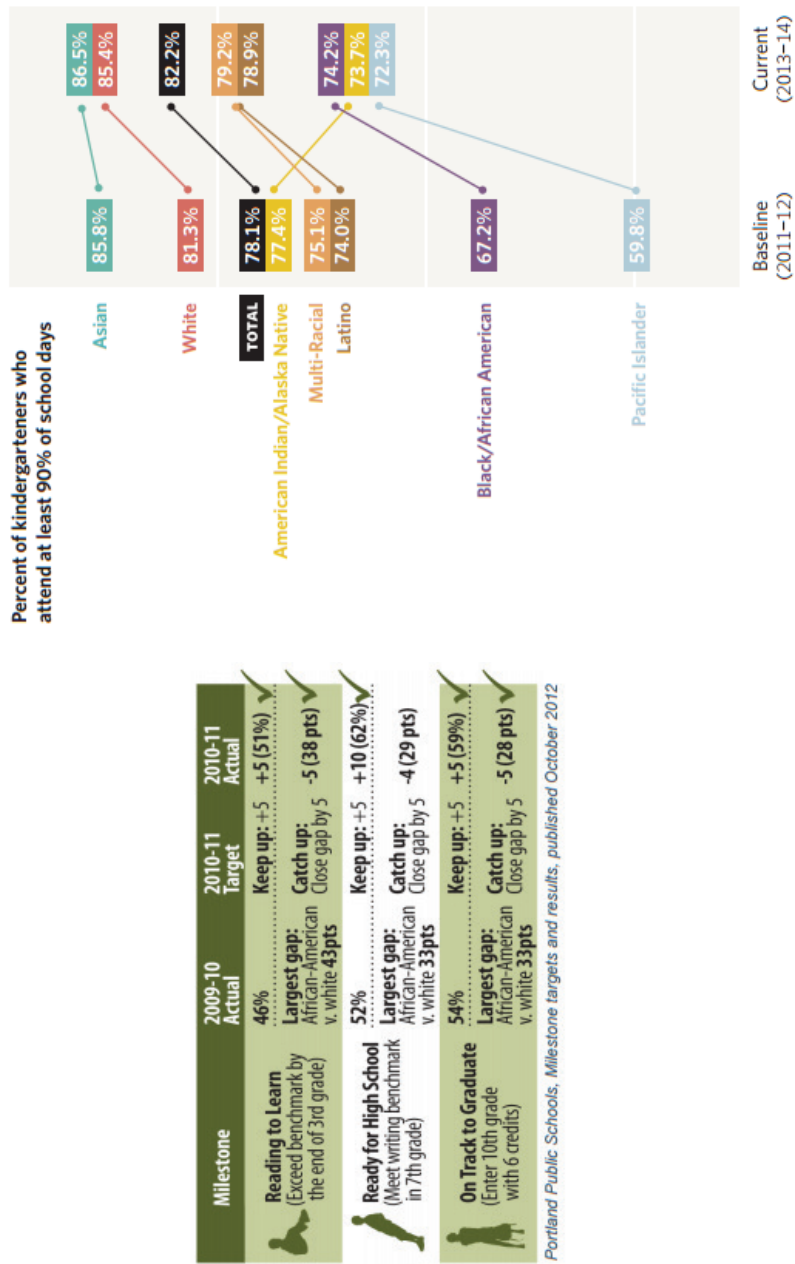 Milestone
2009-10
Actual
2010-11
Target
2010-11
Actual
Reading to Learn
(Exceed benchmark by
the end of 3rd grade)
46%
Keep up: +5
+5 (51%)
Largest gap:
African-American
v. white 43pts
Catch up:
Close gap by 5
-5 (38 pts)
Ready for High School
(Meet writing benchmark
in 7th grade)
52%
Keep up: +5
+10 (62%)
Largest gap:
African-American
v. white 33pts
Catch up:
Close gap by 5
-4 (29 pts)
On Track to Graduate
(Enter 10th grade
with 6 credits)
54%
Keep up: +5
+5 (59%)
Largest gap:
African-American
v. white 33pts
Catch up:
Close gap by 5
-5 (28 pts)
Portland Public Schools, Milestone targets and results, published October 2012
Percent of kindergarteners who
attend at least 90% of school days
Asian
85.8%
86.5%
White
81.3%
85.4%
TOTAL
78.1%
82.2%
American Indian/Alaska Native
77.4%
Multi-Racial
75.1%
79.2%
Latino
74.0%
78.9%
Black/African American
67.2%
74.2%
73.7%
72.3%
Pacific Islander
59.8%
Baseline
(2011–12)
Current
(2013–14)